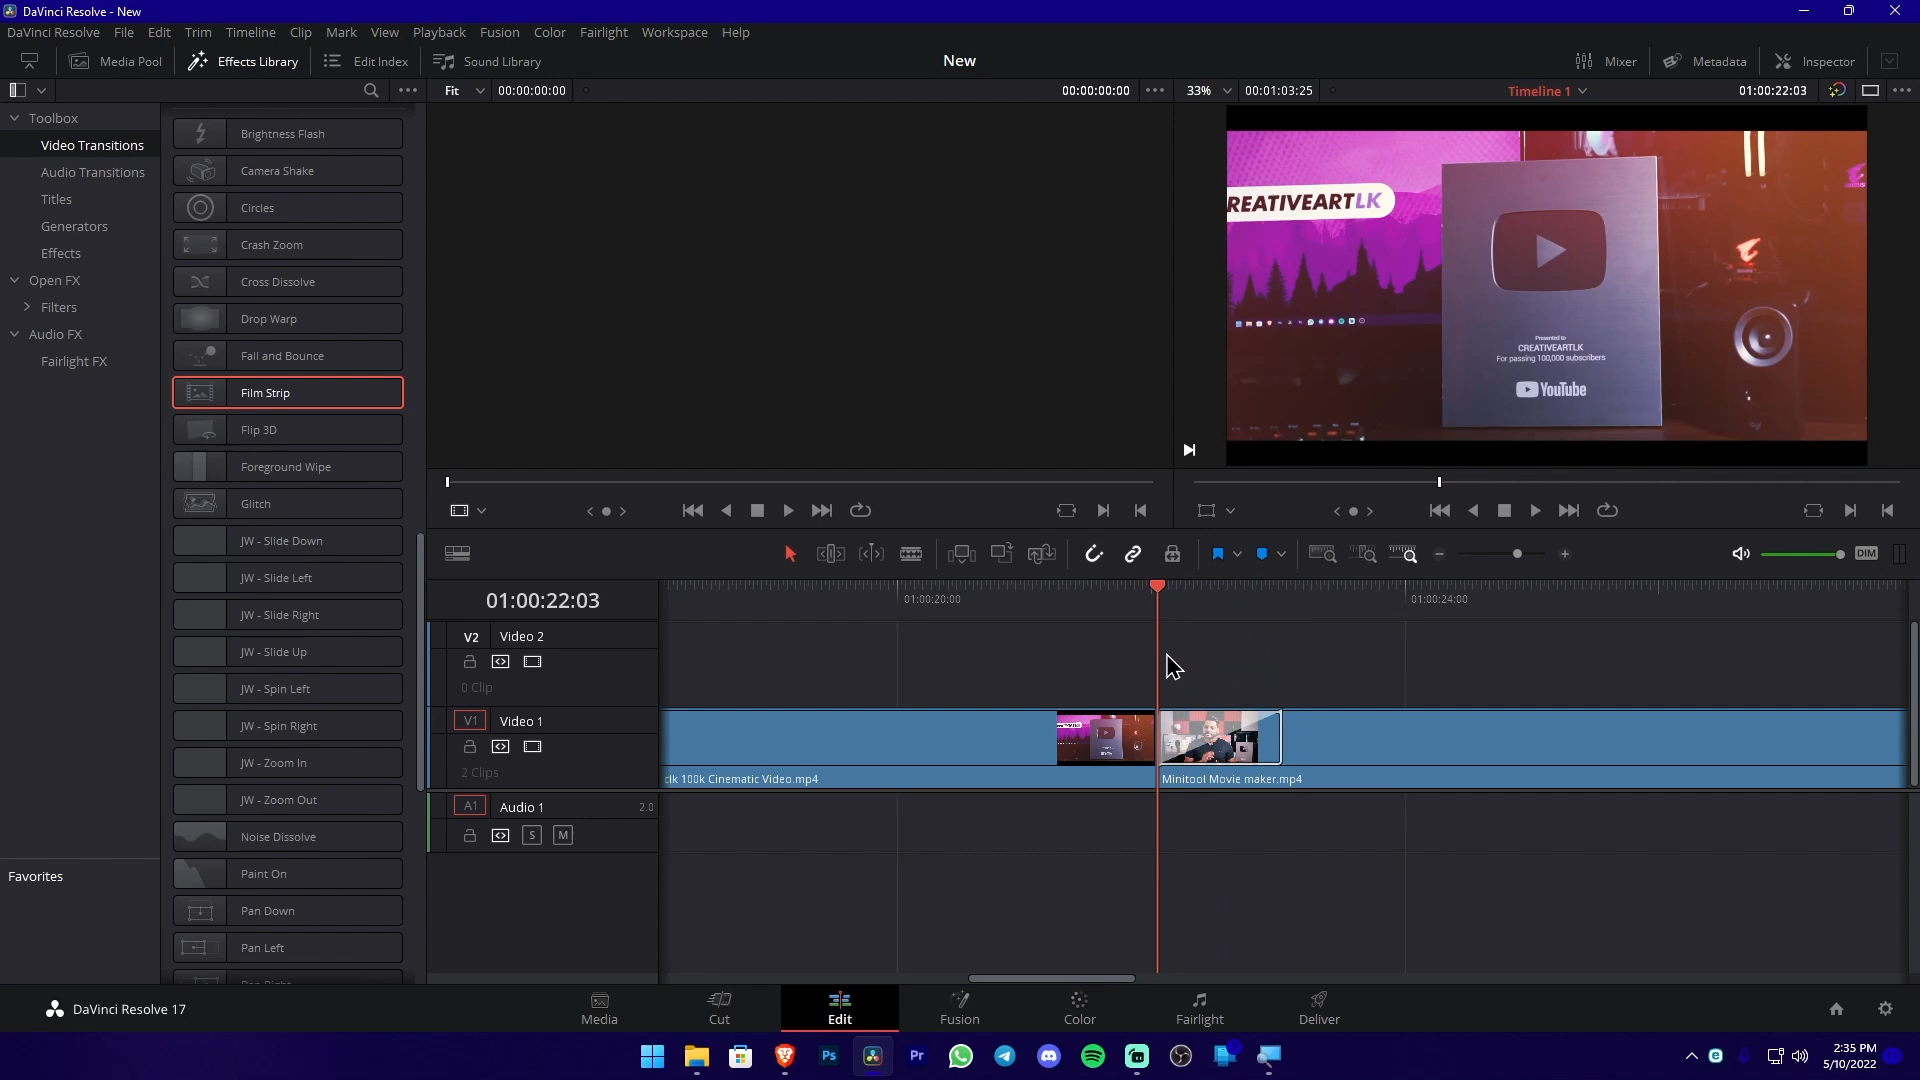 DaVinci Resolve - New
DaVinci Resolve File Edit Trim Timeline Clip Mark View Playback Fusion Color Fairlight Workspace Help
Media Pool Effects Library Edit Index Sound Library New Mixer Metadata Inspector
Fit 00:00:00:00 00:00:00:00 33% 00:01:03:25 Timeline 1 01:00:22:03
Toolbox
Video Transitions
Audio Transitions
Titles
Generators
Effects
Open FX
Filters
Audio FX
Fairlight FX
Favorites
Brightness Flash
Camera Shake
Circles
Crash Zoom
Cross Dissolve
Drop Warp
Fall and Bounce
Film Strip
Flip 3D
Foreground Wipe
Glitch
JW - Slide Down
JW - Slide Left
JW - Slide Right
JW - Slide Up
JW - Spin Left
JW - Spin Right
JW - Zoom In
JW - Zoom Out
Noise Dissolve
Paint On
Pan Down
Pan Left
REATIVEARTLK
Presented to
CREATIVEARTLK
For passing 100,000 subscribers
YouTube
DIM
01:00:22:03 01:00:20:00 01:00:24:00
V2 Video 2
0 Clip
V1 Video 1
2 Clips
clk 100k Cinematic Video.mp4 Minitool Movie maker.mp4
A1 Audio 1 2.0
S M
DaVinci Resolve 17
Media Cut Edit Fusion Color Fairlight Deliver
Ps Pr
2:35 PM
5/10/2022